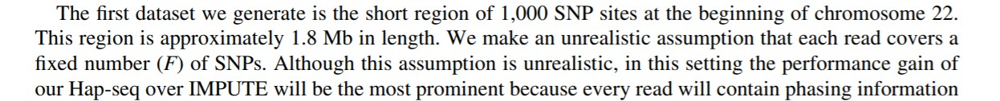 The first dataset we generate is the short region of 1,000 SNP sites at the beginning of chromosome 22.
This region is approximately 1.8 Mb in length. We make an unrealistic assumption that each read covers a
fixed number (F) of SNPs. Although this assumption is unrealistic, in this setting the performance gain of
our Hap-seq over IMPUTE will be the most prominent because every read will contain phasing information